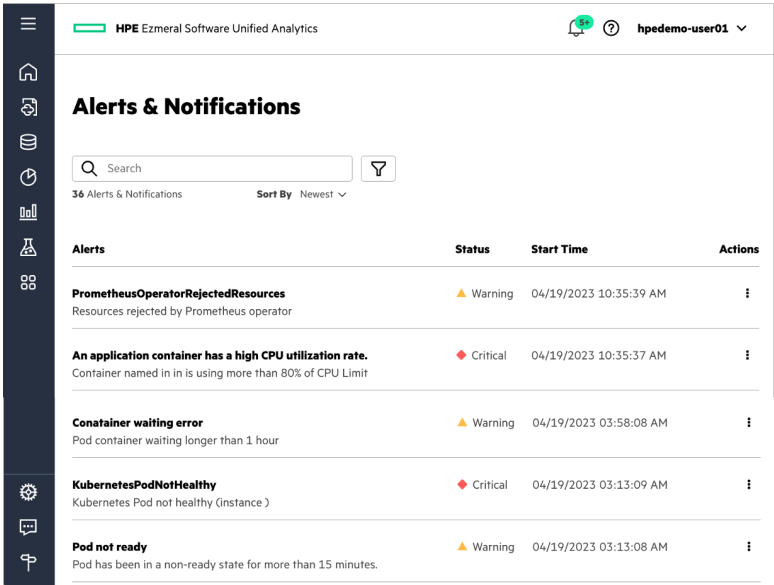 HPE Ezmeral Software Unified Analytics
5+
hpedemo-user01
Alerts & Notifications
Search
36 Alerts & Notifications Sort By Newest
Alerts Status Start Time Actions
PrometheusOperatorRejectedResources Warning 04/19/2023 10:35:39 AM
Resources rejected by Prometheus operator
An application container has a high CPU utilization rate. Critical 04/19/2023 10:35:37 AM
Container named in in is using more than 80% of CPU Limit
Conatainer waiting error Warning 04/19/2023 03:58:08 AM
Pod container waiting longer than 1 hour
KubernetesPodNotHealthy Critical 04/19/2023 03:13:09 AM
Kubernetes Pod not healthy (instance )
Pod not ready Warning 04/19/2023 03:13:08 AM
Pod has been in a non-ready state for more than 15 minutes.